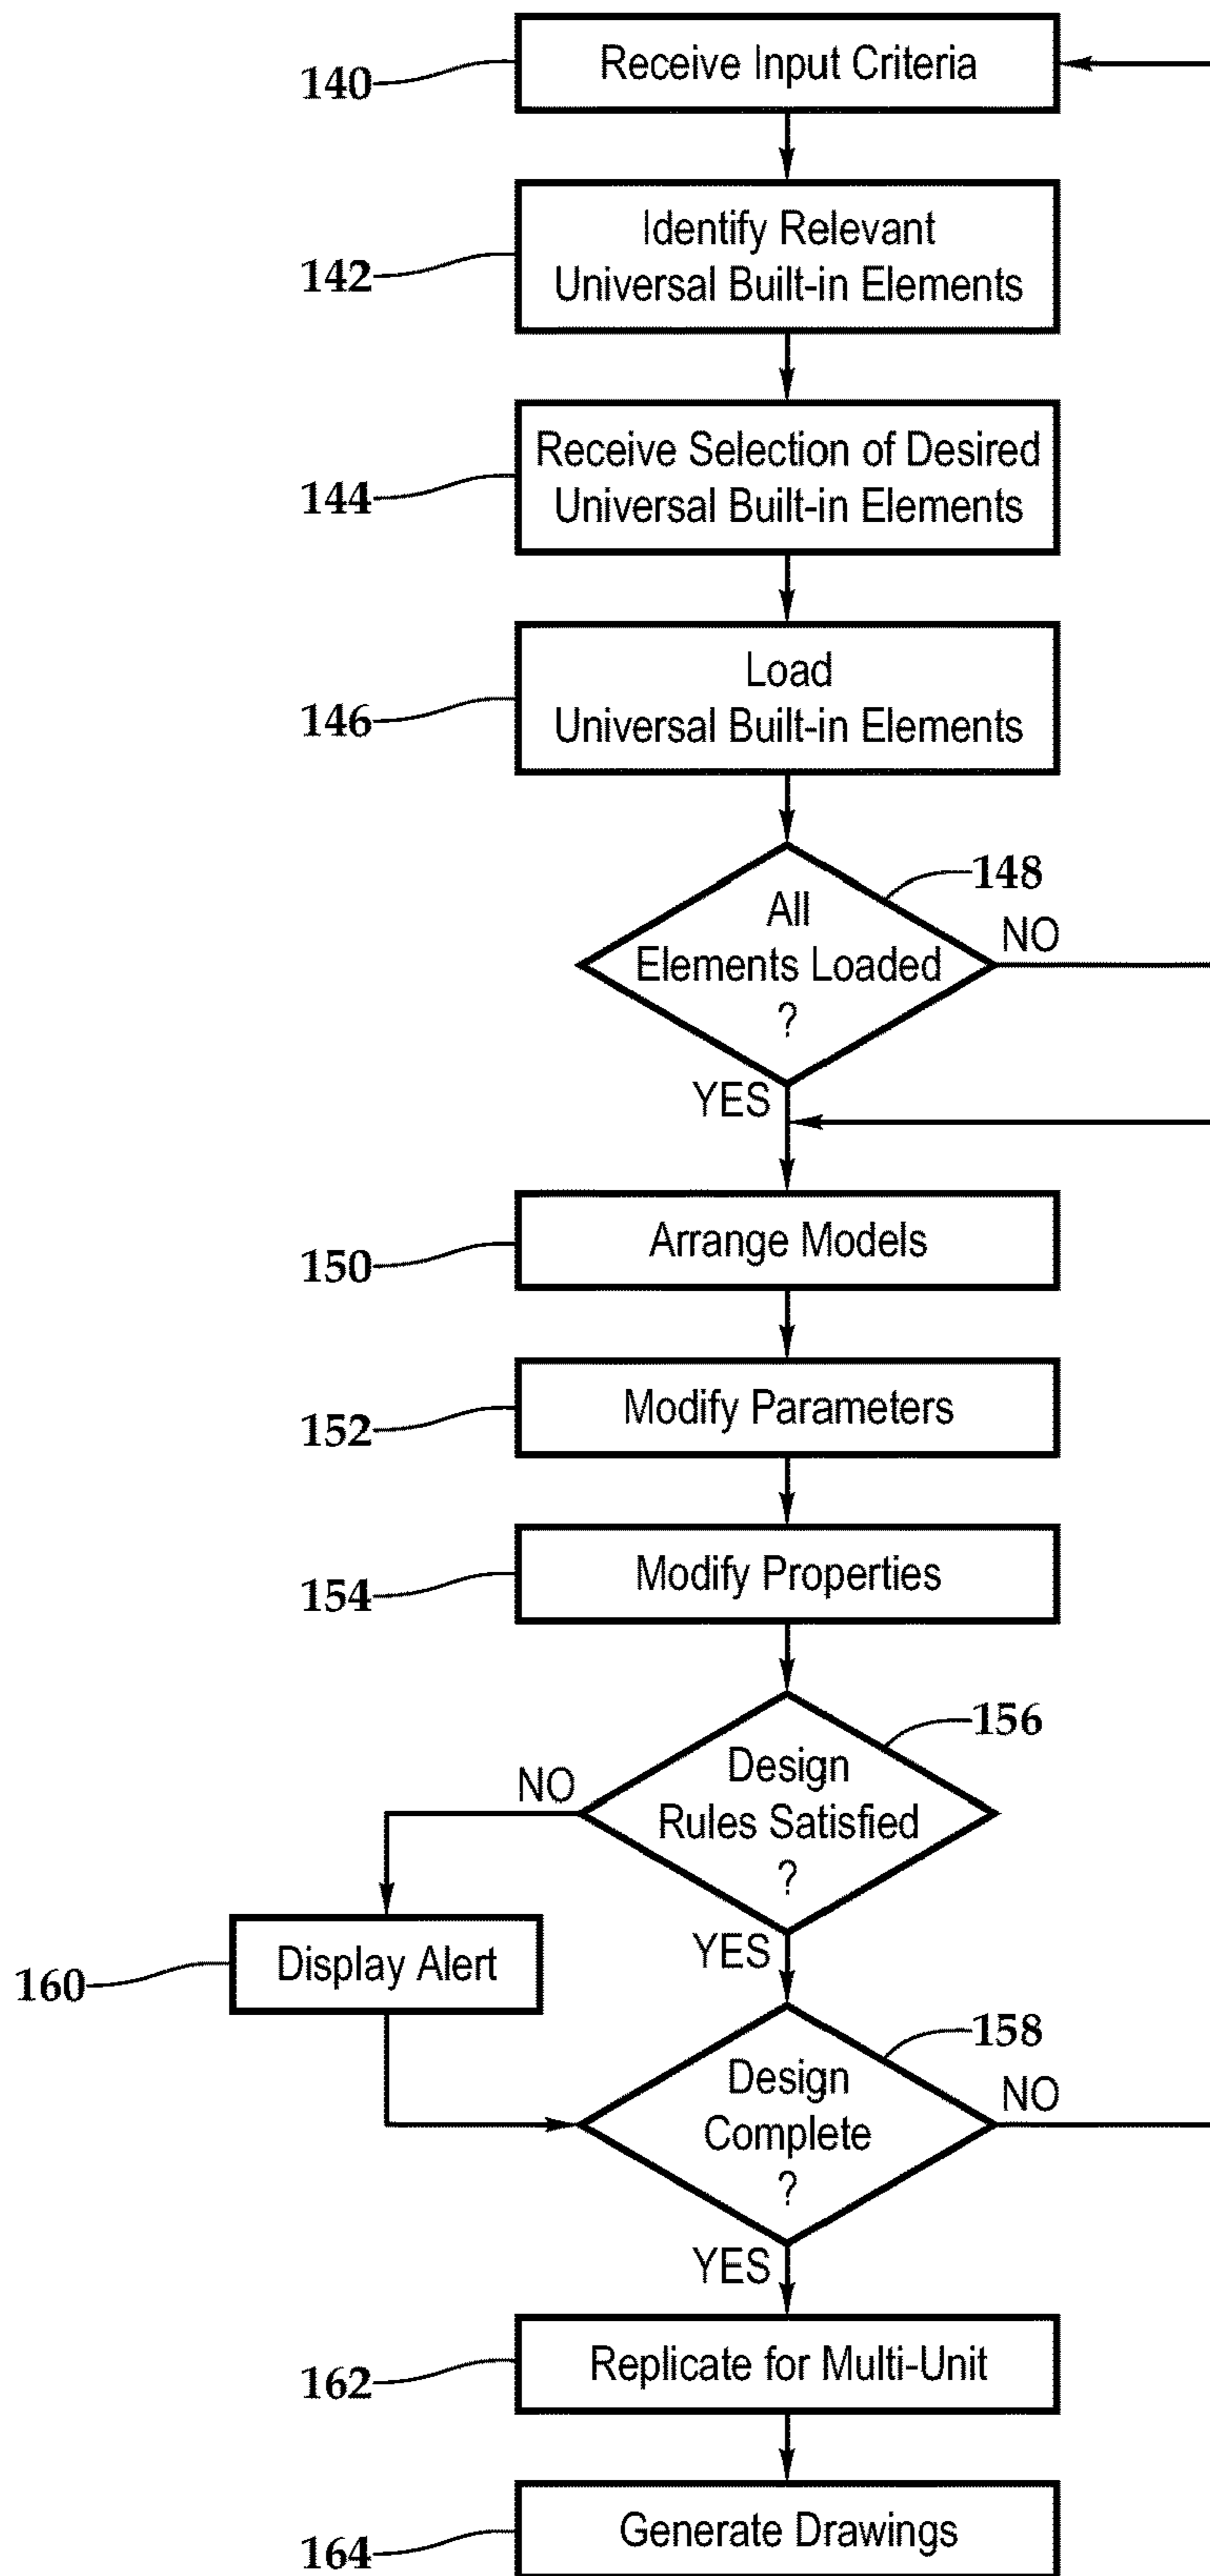 140
Receive Input Criteria
142
Identify Relevant
Universal Built-in Elements
144
Receive Selection of Desired
Universal Built-in Elements
146
Load
Universal Built-in Elements
148
All
Elements Loaded
?
NO
YES
150
Arrange Models
152
Modify Parameters
154
Modify Properties
156
Design
Rules Satisfied
?
NO
YES
160
Display Alert
158
Design
Complete
?
NO
YES
162
Replicate for Multi-Unit
164
Generate Drawings